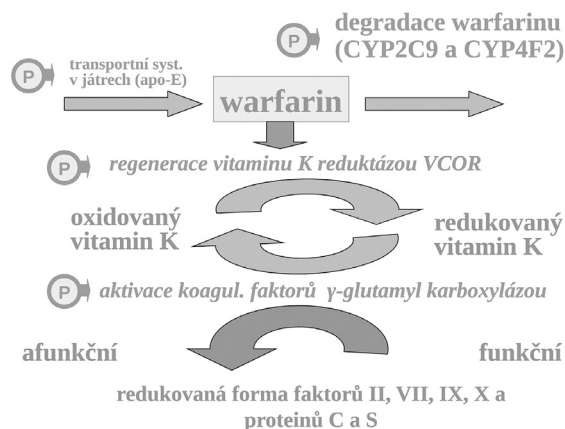 degradace warfarinu
(CYP2C9 a CYP4F2)
P
transportní syst.
v játrech (apo-E)
P
warfarin
P
regenerace vitaminu K reduktázou VCOR
oxidovaný
vitamin K
redukovaný
vitamin K
P
aktivace koagul. faktorů γ-glutamyl karboxylázou
afunkční
funkční
redukovaná forma faktorů II, VII, IX, X a
proteinů C a S